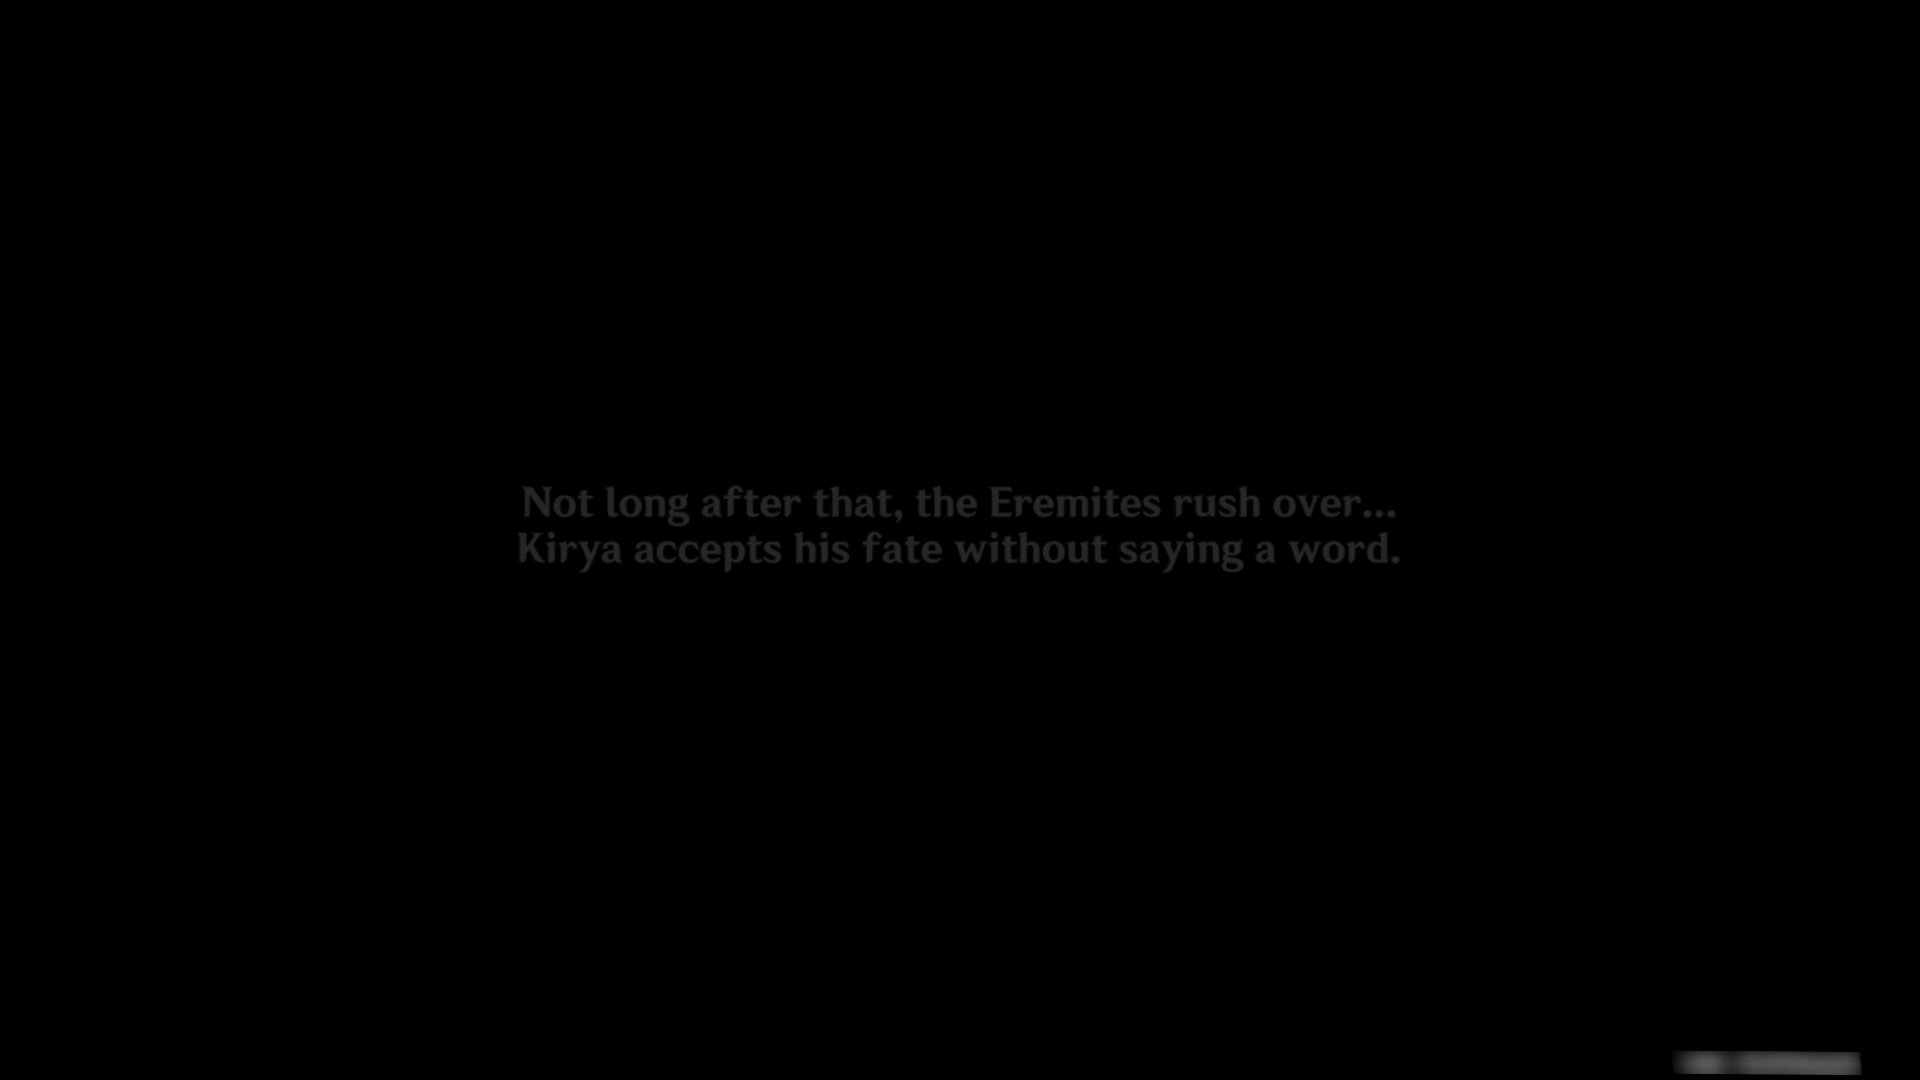 Not long after that, the Eremites rush over...
Kirya accepts his fate without saying a word.